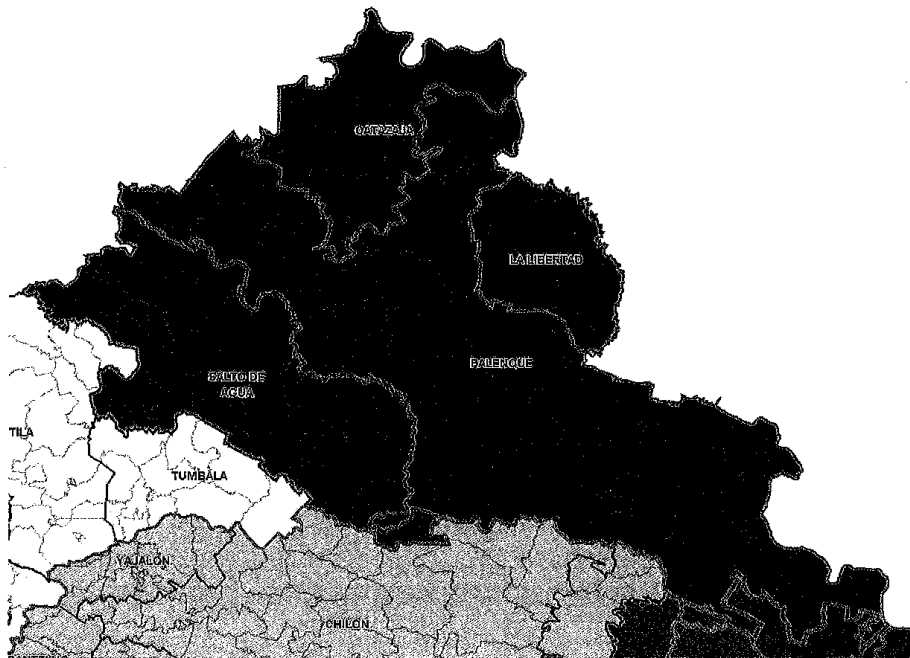 CATAZAJA
LA LIBERTAD
PALENQUE
SALTO DE
AGUA
TILA
TUMBALA
YAJALON
CHILON